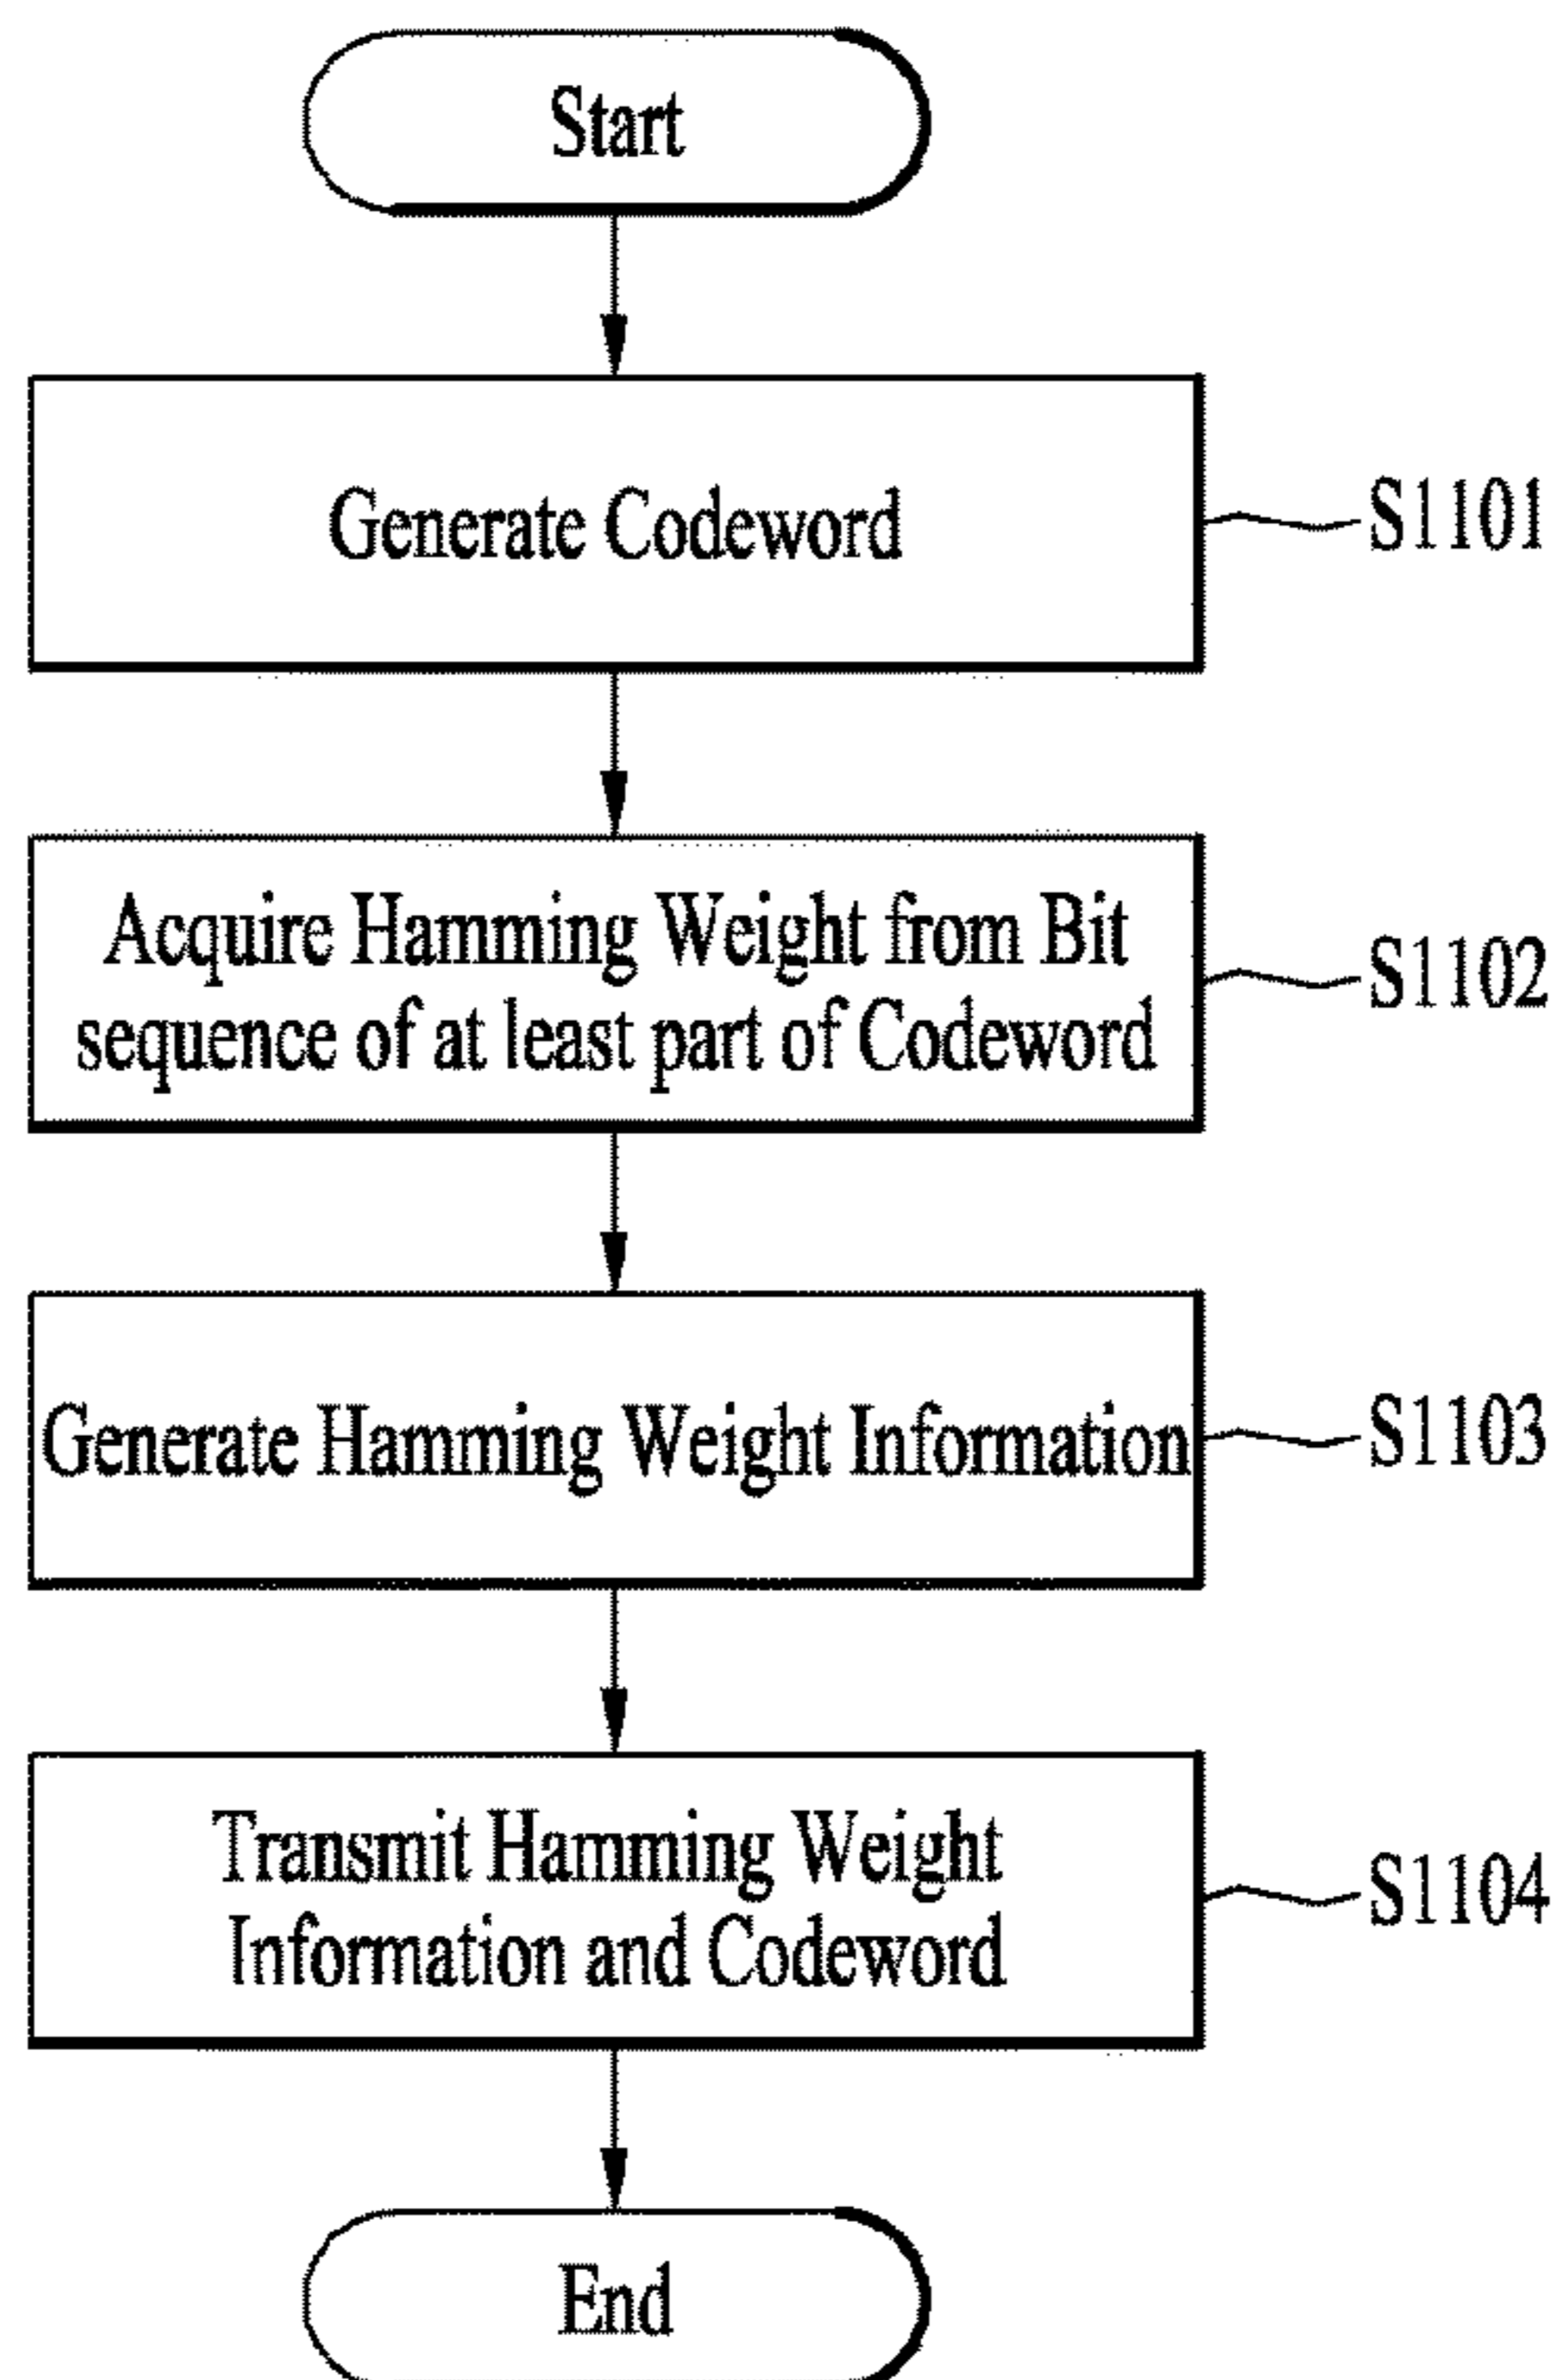 Start
Generate Codeword
S1101
Acquire Hamming Weight from Bit
sequence of at least part of Codeword
S1102
Generate Hamming Weight Information
S1103
Transmit Hamming Weight
Information and Codeword
S1104
End